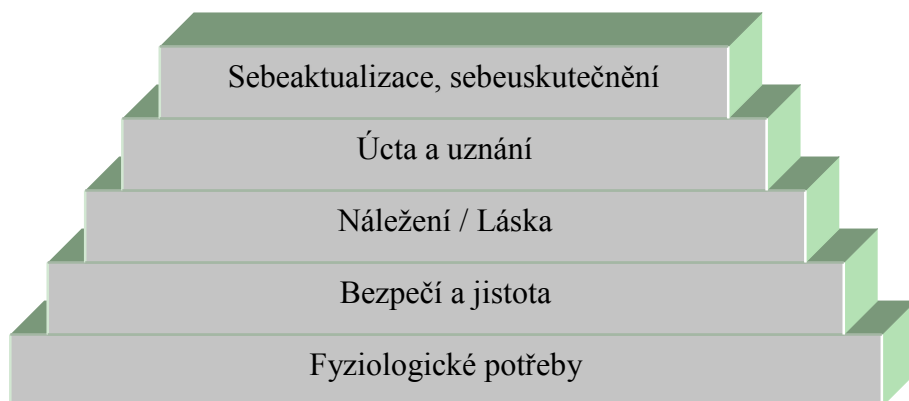 Sebeaktualizace, sebeuskutečnění
Úcta a uznání
Náležení / Láska
Bezpečí a jistota
Fyziologické potřeby